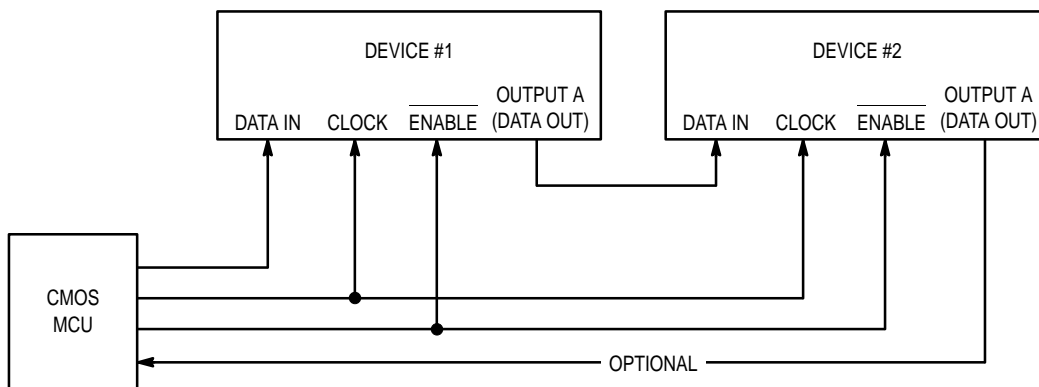 DEVICE #1
DATA IN CLOCK ENABLE OUTPUT A
(DATA OUT)
DEVICE #2
DATA IN CLOCK ENABLE OUTPUT A
(DATA OUT)
CMOS
MCU
OPTIONAL